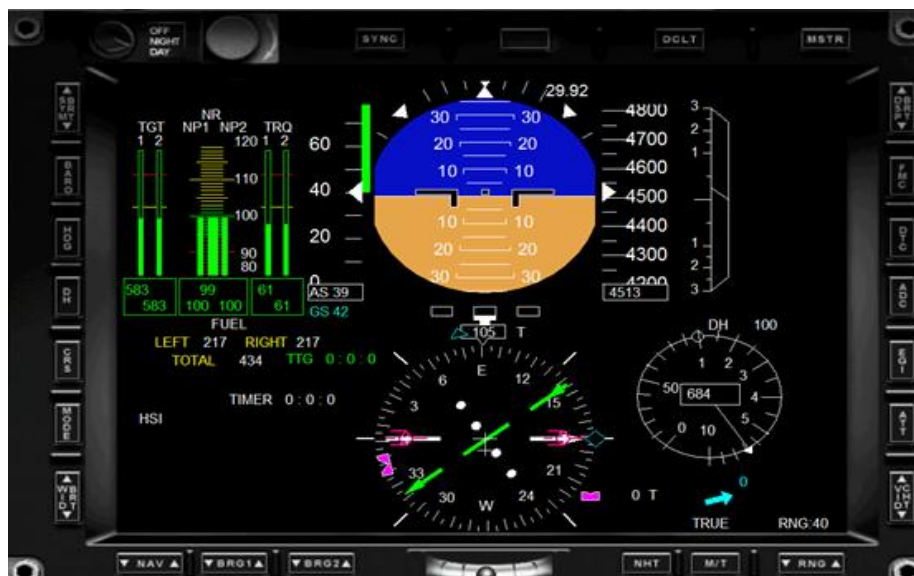 OFF
NIGHT
DAY
SYNC
DCLT
MSTR
NR
TGT NP1 NP2 TRQ
1 2 120 1 2
110
100
90
80
583 99 61
583 100 100 61
FUEL
LEFT 217 RIGHT 217
TOTAL 434 TTG 0:0:0
TIMER 0:0:0
HSI
60
40
20
0
AS 39
GS 42
29.92
30 30
20 20
10 10
10 10
20 20
30 30
4800
4700
4600
4500
4400
4300
4200
4513
3
2
1
1
2
3
105 T
E
6 12
3 15
33 21
30 24
W
DH 100
1 2
3
50 684 4
5
0 10
0 T
0
TRUE RNG:40
BARO
HDG
DH
CRS
MODE
FMC
DTC
ADC
EGI
ATT
▼ NAV ▲
▼ BRG1 ▲
▼ BRG2 ▲
NHT
M/T
▼ RNG ▲